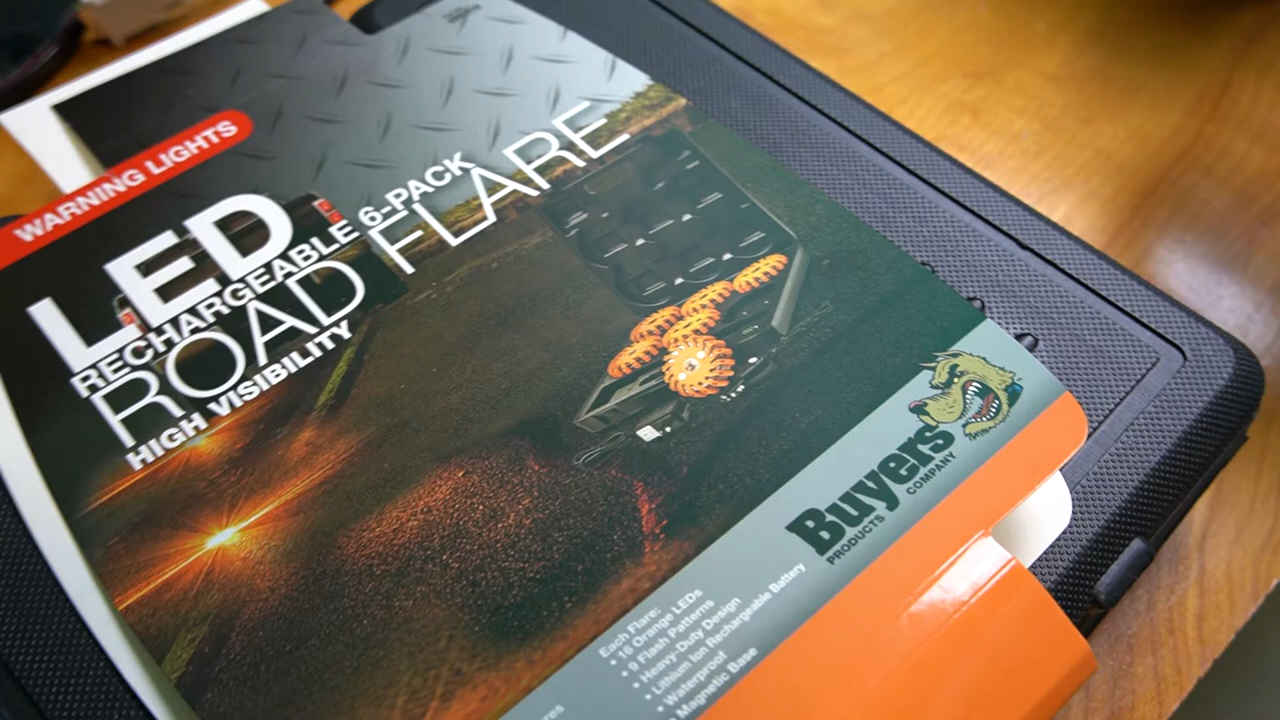 WARNING LIGHTS
LED
RECHARGEABLE 6-PACK
ROAD FLARE
HIGH VISIBILITY
Buyers
PRODUCTS COMPANY
Each Flare:
• 16 Orange LEDs
• 9 Flash Patterns
• Heavy-Duty Design
• Lithium Ion Rechargeable Battery
• Waterproof
• Magnetic Base